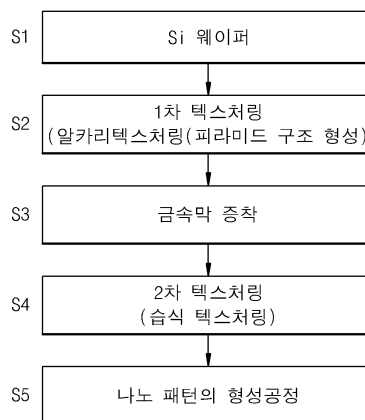 S1 Si 웨이퍼
S2 1차 텍스처링
(알카리텍스처링(피라미드 구조 형성)
S3 금속막 증착
S4 2차 텍스처링
(습식 텍스처링)
S5 나노 패턴의 형성공정